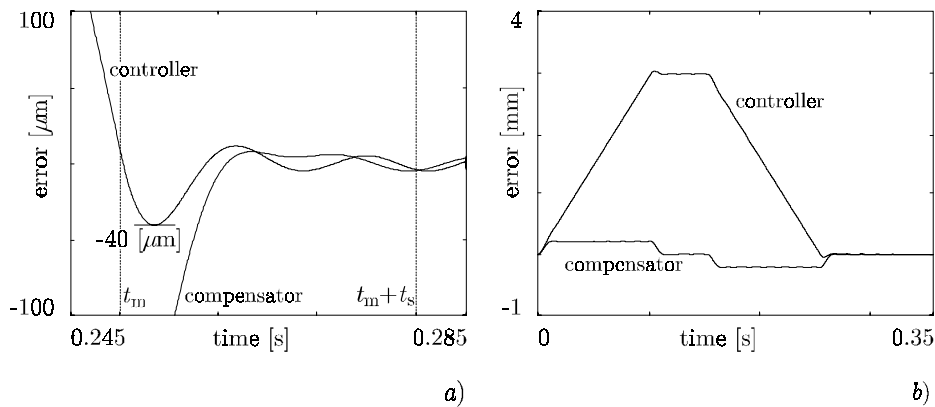 100
controller
error [μm]
-40 [μm]
compensator
-100
t_m
t_m+t_s
0.245
time [s]
0.285
a)
4
controller
error [mm]
compensator
-1
0
time [s]
0.35
b)